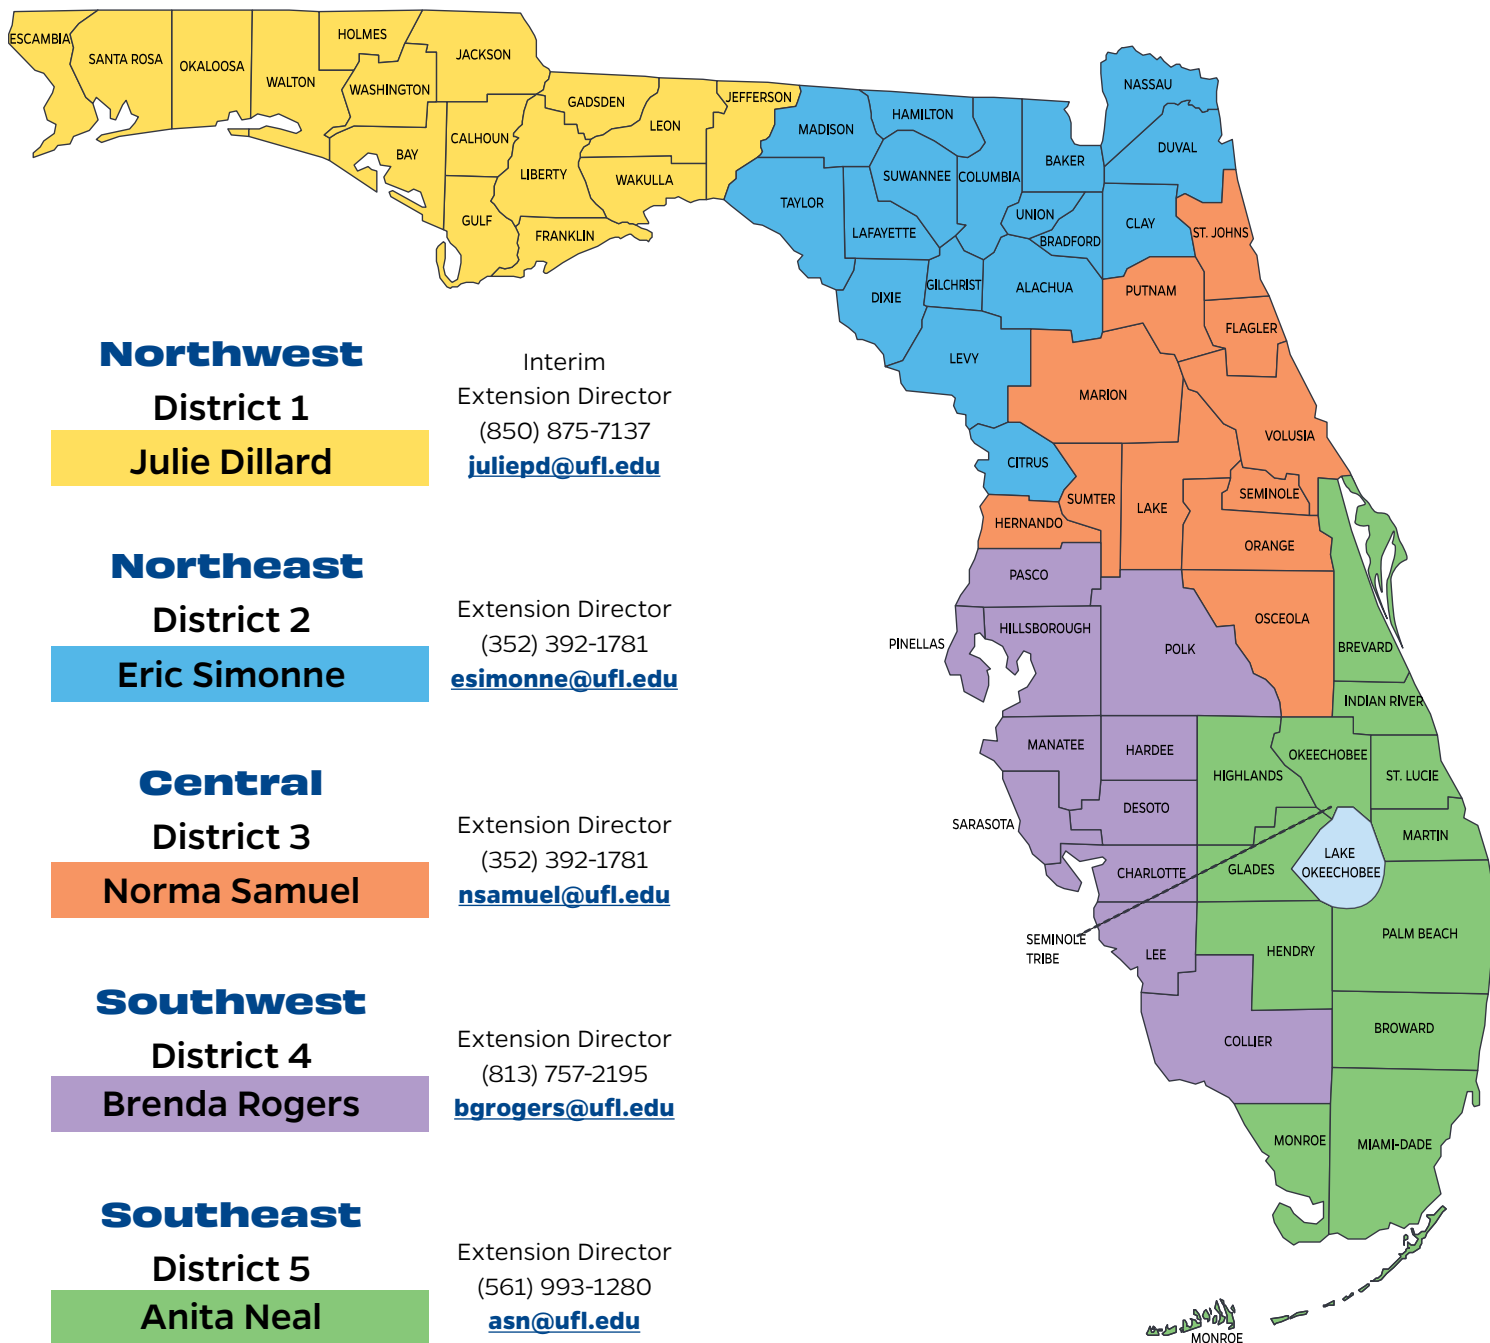 ESCAMBIA
SANTA ROSA
OKALOOSA
WALTON
HOLMES
WASHINGTON
JACKSON
BAY
CALHOUN
GULF
GADSDEN
LIBERTY
FRANKLIN
LEON
WAKULLA
JEFFERSON
MADISON
TAYLOR
HAMILTON
SUWANNEE
LAFAYETTE
DIXIE
GILCHRIST
COLUMBIA
BAKER
UNION
BRADFORD
ALACHUA
LEVY
NASSAU
DUVAL
CLAY
CITRUS
ST. JOHNS
PUTNAM
FLAGLER
MARION
VOLUSIA
SUMTER
LAKE
SEMINOLE
HERNANDO
ORANGE
OSCEOLA
PASCO
PINELLAS
HILLSBOROUGH
POLK
MANATEE
HARDEE
SARASOTA
DESOTO
CHARLOTTE
LEE
COLLIER
BREVARD
INDIAN RIVER
OKEECHOBEE
HIGHLANDS
ST. LUCIE
MARTIN
GLADES
LAKE
OKEECHOBEE
SEMINOLE
TRIBE
HENDRY
PALM BEACH
BROWARD
MONROE
MIAMI-DADE
MONROE
Northwest
District 1
Julie Dillard
Interim
Extension Director
(850) 875-7137
juliepd@ufl.edu
Northeast
District 2
Eric Simonne
Extension Director
(352) 392-1781
esimonne@ufl.edu
Central
District 3
Norma Samuel
Extension Director
(352) 392-1781
nsamuel@ufl.edu
Southwest
District 4
Brenda Rogers
Extension Director
(813) 757-2195
bgrogers@ufl.edu
Southeast
District 5
Anita Neal
Extension Director
(561) 993-1280
asn@ufl.edu